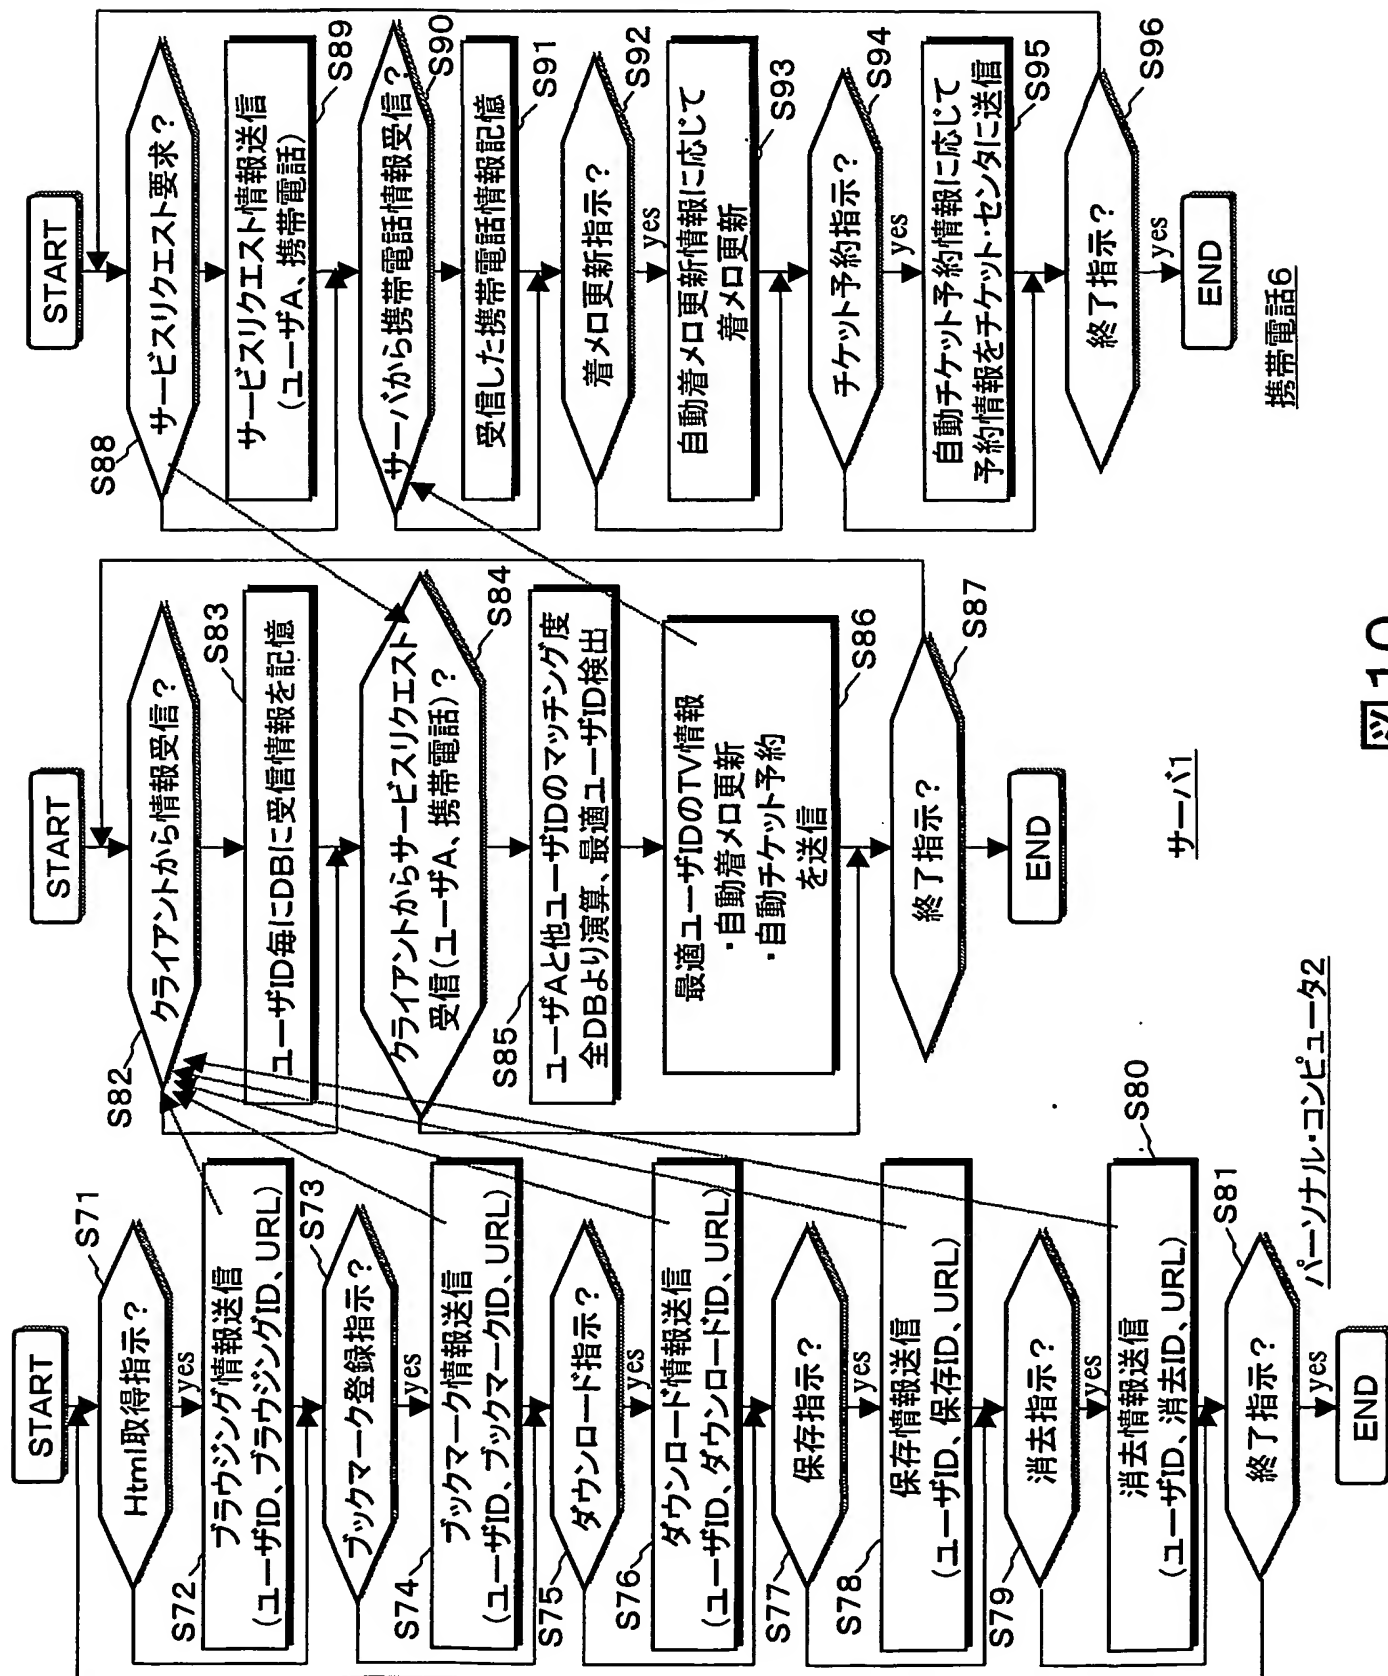 START
S71
Html取得指示？
yes
S72
ブラウジング情報送信
(ユーザID、ブラウジングID、URL)
S73
ブックマーク登録指示？
yes
S74
ブックマーク情報送信
(ユーザID、ブックマークID、URL)
S75
ダウンロード指示？
yes
S76
ダウンロード情報送信
(ユーザID、ダウンロードID、URL)
S77
保存指示？
yes
S78
保存情報送信
(ユーザID、保存ID、URL)
S79
消去指示？
yes
S80
消去情報送信
(ユーザID、消去ID、URL)
S81
終了指示？
yes
END
パーソナル・コンピュータ2
START
S82
クライアントから情報受信？
S83
ユーザID毎にDBに受信情報を記憶
S84
クライアントからサービスリクエスト
受信(ユーザA、携帯電話)？
S85
ユーザAと他ユーザIDのマッチング度
全DBより演算、最適ユーザID検出
S86
最適ユーザIDのTV情報
・自動着メロ更新
・自動チケット予約
を送信
S87
終了指示？
END
サーバ1
START
S88
サービスリクエスト要求？
S89
サービスリクエスト情報送信
(ユーザA、携帯電話)
S90
サーバから携帯電話情報受信？
S91
受信した携帯電話情報記憶
S92
着メロ更新指示？
yes
S93
自動着メロ更新情報に応じて
着メロ更新
S94
チケット予約指示？
yes
S95
自動チケット予約情報に応じて
予約情報をチケット・センタに送信
S96
終了指示？
yes
END
携帯電話6
図10